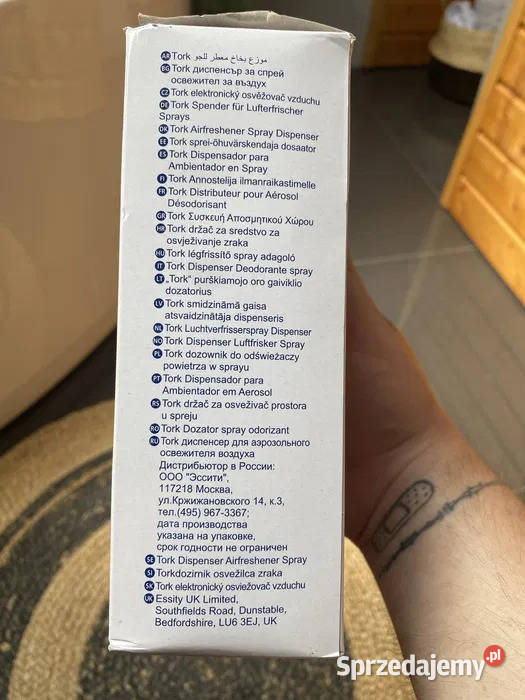 AR Tork موزع بخاخ معطر للجو
BG Tork диспенсър за спрей
освежител за въздух
CZ Tork elektronický osvěžovač vzduchu
DE Tork Spender für Lufterfrischer
Sprays
DK Tork Airfreshener Spray Dispenser
EE Tork sprei-õhuvärskendaja dosaator
ES Tork Dispensador para
Ambientador en Spray
FI Tork Annostelija ilmanraikastimelle
FR Tork Distributeur pour Aérosol
Désodorisant
GR Tork Συσκευή Αποσμητικού Χώρου
HR Tork držač za sredstvo za
osvježivanje zraka
HU Tork légfrissítő spray adagoló
IT Tork Dispenser Deodorante spray
LT „Tork” purškiamojo oro gaiviklio
dozatorius
LV Tork smidzināmā gaisa
atsvaidzinātāja dispenseris
NL Tork Luchtverfrisserspray Dispenser
NO Tork Dispenser Luftfrisker Spray
PL Tork dozownik do odświeżaczy
powietrza w sprayu
PT Tork Dispensador para
Ambientador em Aerosol
RS Tork držač za osveživač prostora
u spreju
RO Tork Dozator spray odorizant
RU Tork диспенсер для аэрозольного
освежителя воздуха
Дистрибьютор в России:
ООО "Эссити",
117218 Москва,
ул.Кржижановского 14, к.3,
тел.(495) 967-3367;
дата производства
указана на упаковке,
срок годности не ограничен
SE Tork Dispenser Airfreshener Spray
SI Torkdozirnik osvežilca zraka
SK Tork elektronický osviežovač vzduchu
UK Essity UK Limited,
Southfields Road, Dunstable,
Bedfordshire, LU6 3EJ, UK
Sprzedajemy.pl